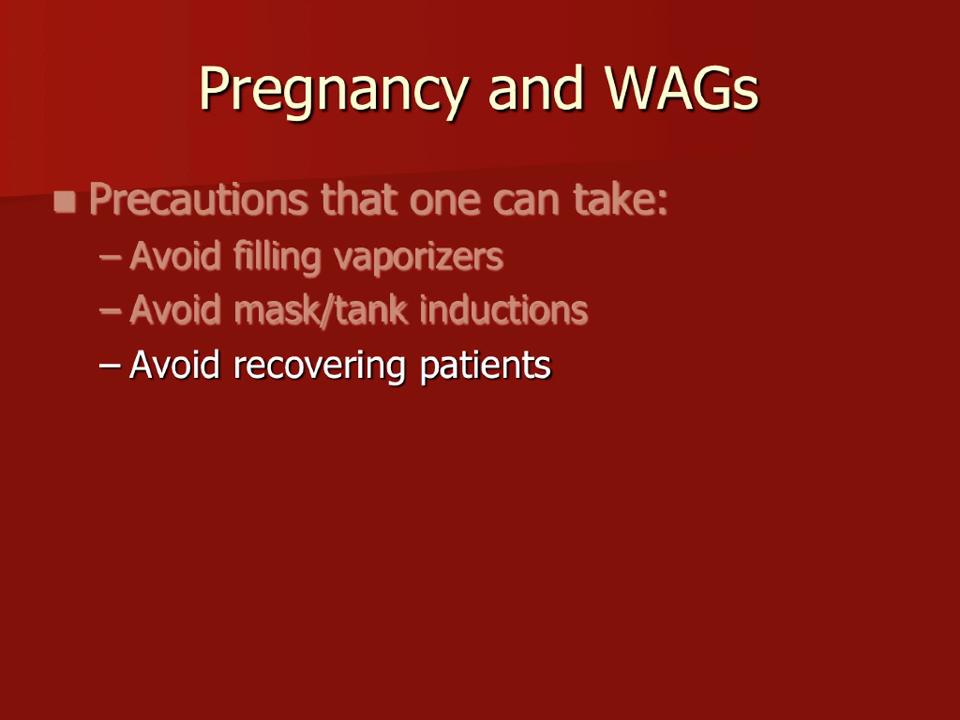 Pregnancy and WAGs
■ Precautions that one can take:
– Avoid filling vaporizers
– Avoid mask/tank inductions
– Avoid recovering patients